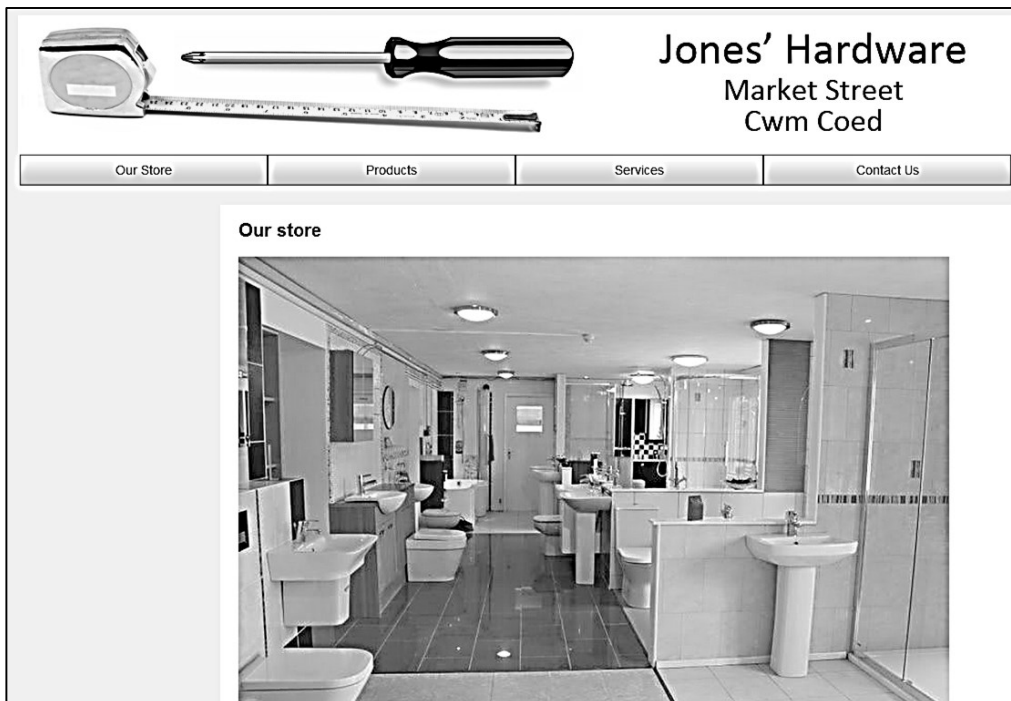 Jones' Hardware
Market Street
Cwm Coed
Our Store
Products
Services
Contact Us
Our store